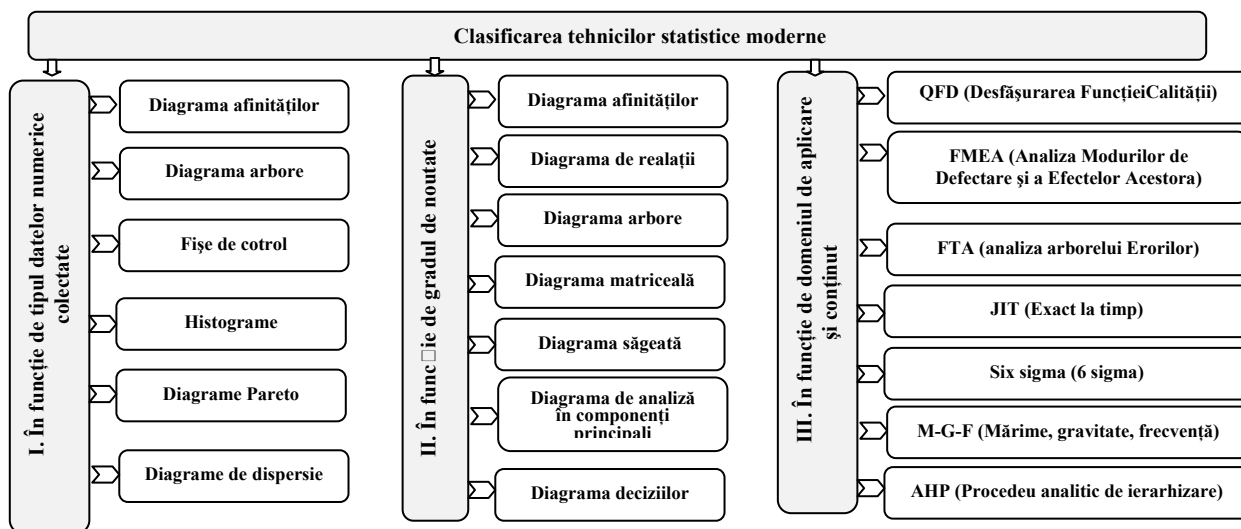 Clasificarea tehnicilor statistice moderne
I. În funcție de tipul datelor numerice
colectate
Diagrama afinităților
Diagrama arbore
Fişe de cotrol
Histograme
Diagrame Pareto
Diagrame de dispersie
II. În func□ie de gradul de noutate
Diagrama afinităților
Diagrama de realații
Diagrama arbore
Diagrama matriceală
Diagrama săgeată
Diagrama de analiză
în componenți
principali
Diagrama deciziilor
III. În funcție de domeniul de aplicare
şi conținut
QFD (Desfăşurarea FuncțieiCalității)
FMEA (Analiza Modurilor de
Defectare şi a Efectelor Acestora)
FTA (analiza arborelui Erorilor)
JIT (Exact la timp)
Six sigma (6 sigma)
M-G-F (Mărime, gravitate, frecvență)
AHP (Procedeu analitic de ierarhizare)